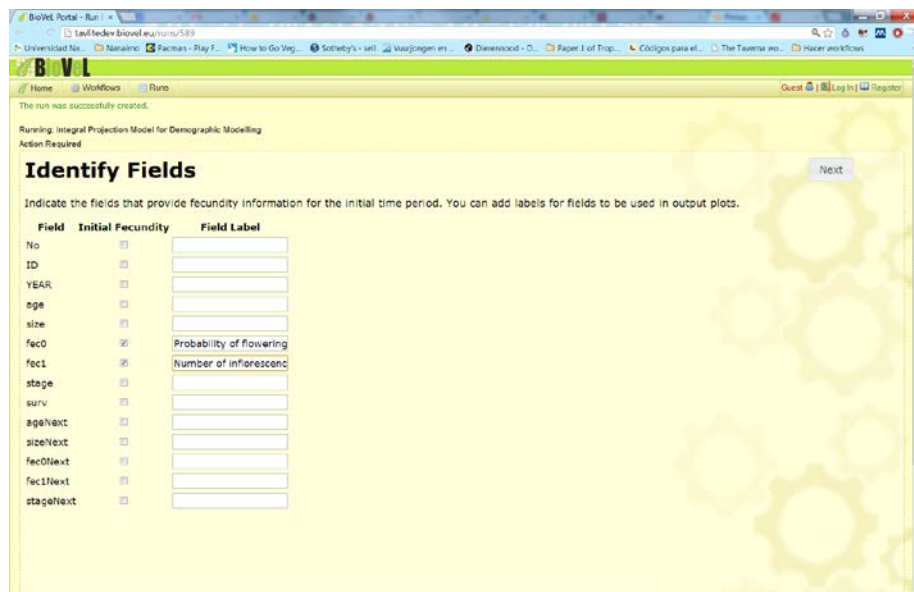 BioVeL Portal - Run |
tavlitedev.biovel.eu/runs/589
Universidad Na... Nanaimo Pacman - Play F... How to Go Veg... Sotheby's - sell Vuurjongen en... Dierennood - D... Paper 1 of Trop... Códigos para el... The Taverna wo... Hacer workflows
BioVeL
Home Workflows Runs Guest | Log In | Register
The run was successfully created.
Running: Integral Projection Model for Demographic Modelling
Action Required
Identify Fields
Next
Indicate the fields that provide fecundity information for the initial time period. You can add labels for fields to be used in output plots.
Field Initial Fecundity Field Label
No
ID
YEAR
age
size
fec0 Probability of flowering
fec1 Number of inflorescenc
stage
surv
ageNext
sizeNext
fec0Next
fec1Next
stageNext